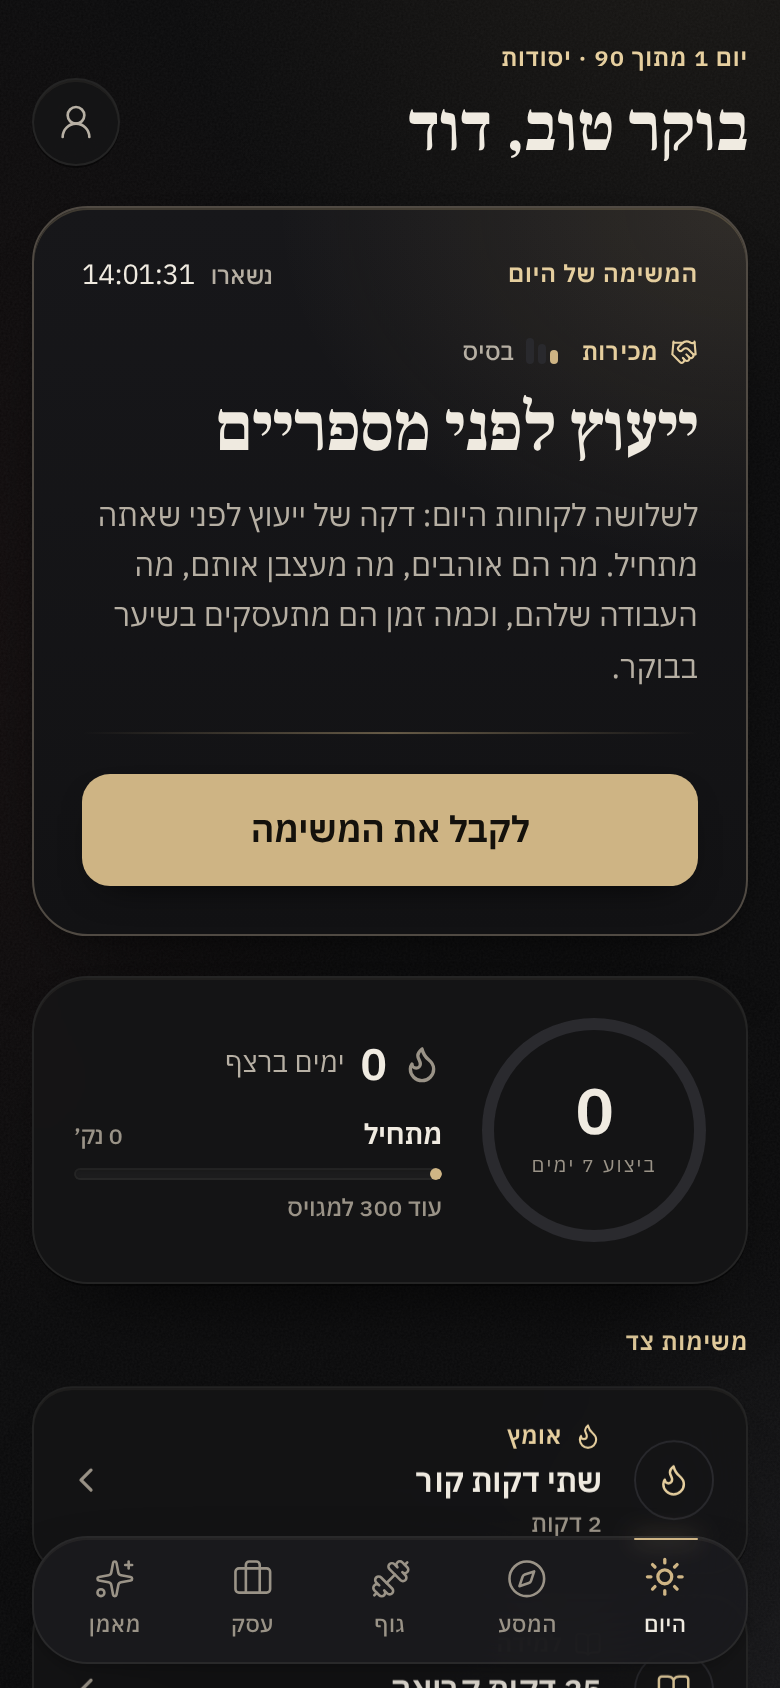 יום 1 מתוך 90 · יסודות
בוקר טוב, דוד
המשימה של היום
נשארו 14:01:31
מכירות בסיס
ייעוץ לפני מספריים
לשלושה לקוחות היום: דקה של ייעוץ לפני שאתה
מתחיל. מה הם אוהבים, מה מעצבן אותם, מה
העבודה שלהם, וכמה זמן הם מתעסקים בשיער
בבוקר.
לקבל את המשימה
0
ביצוע 7 ימים
0 ימים ברצף
מתחיל
0 נק׳
עוד 300 למגויס
משימות צד
אומץ
שתי דקות קור
2 דקות
היום
המסע
גוף
עסק
מאמן
25 דקות קריאה